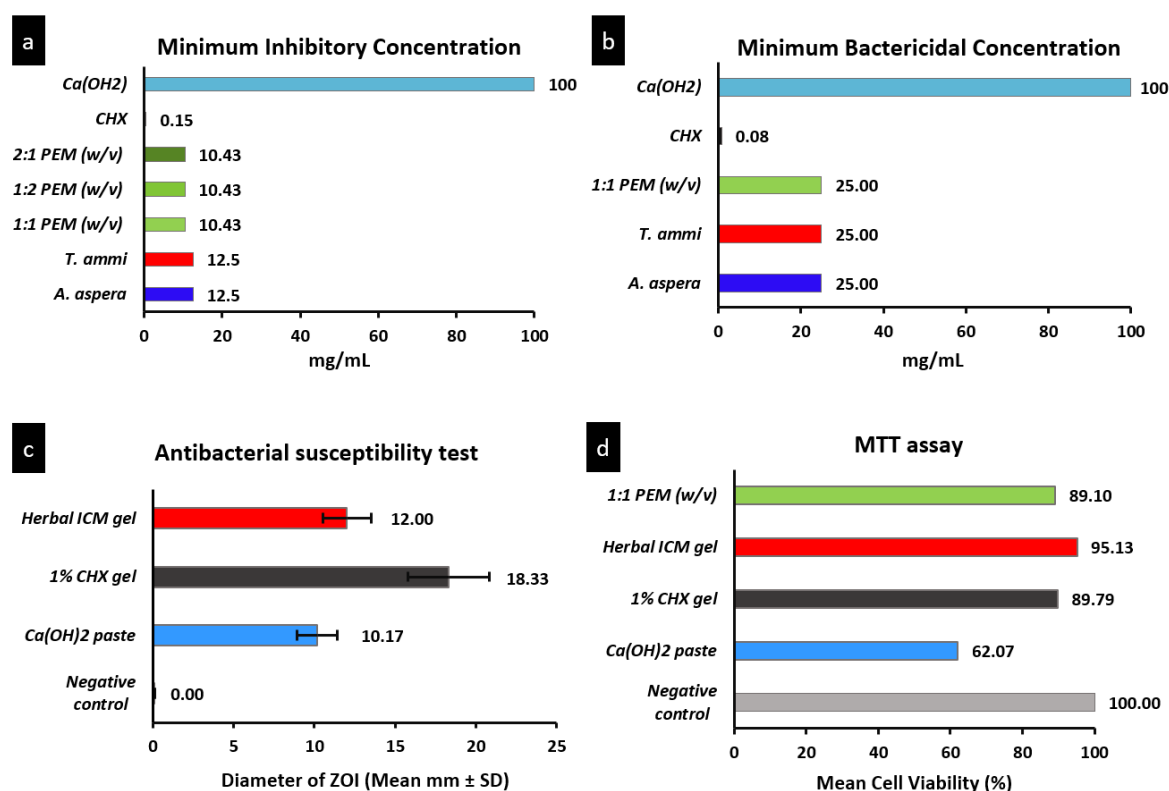 a
Minimum Inhibitory Concentration
Ca(OH2)
100
CHX
0.15
2:1 PEM (w/v)
10.43
1:2 PEM (w/v)
10.43
1:1 PEM (w/v)
10.43
T. ammi
12.5
A. aspera
12.5
0 20 40 60 80 100
mg/mL
b
Minimum Bactericidal Concentration
Ca(OH2)
100
CHX
0.08
1:1 PEM (w/v)
25.00
T. ammi
25.00
A. aspera
25.00
0 20 40 60 80 100
mg/mL
c
Antibacterial susceptibility test
Herbal ICM gel
12.00
1% CHX gel
18.33
Ca(OH)2 paste
10.17
Negative
control
0.00
0 5 10 15 20 25
Diameter of ZOI (Mean mm ± SD)
d
MTT assay
1:1 PEM (w/v)
89.10
Herbal ICM gel
95.13
1% CHX gel
89.79
Ca(OH)2 paste
62.07
Negative
control
100.00
0 20 40 60 80 100
Mean Cell Viability (%)